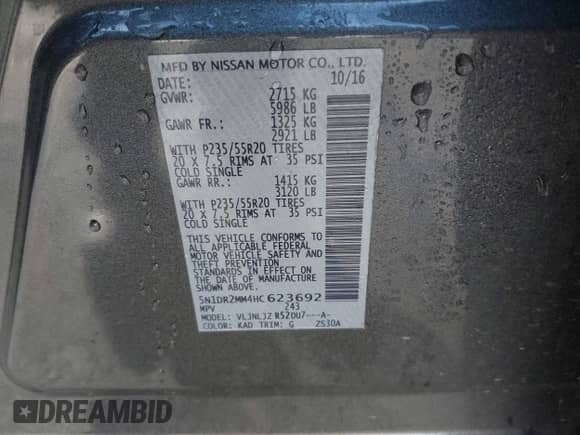 MFD BY NISSAN MOTOR CO., LTD.
DATE: 10/16
GVWR: 2715 KG
5986 LB
GAWR FR.: 1325 KG
2921 LB
WITH P235/55R20 TIRES
20 x 7.5 RIMS AT 35 PSI
COLD SINGLE
GAWR RR.: 1415 KG
3120 LB
WITH P235/55R20 TIRES
20 x 7.5 RIMS AT 35 PSI
COLD SINGLE
THIS VEHICLE CONFORMS TO
ALL APPLICABLE FEDERAL
MOTOR VEHICLE SAFETY AND
THEFT PREVENTION
STANDARDS IN EFFECT ON THE
DATE OF MANUFACTURE
SHOWN ABOVE.
5N1DR2MM4HC623692
MPV 243
MODEL: VLJNLJZ R52DU7---A-
COLOR: KAD TRIM: G ZS30A
DREAMBID